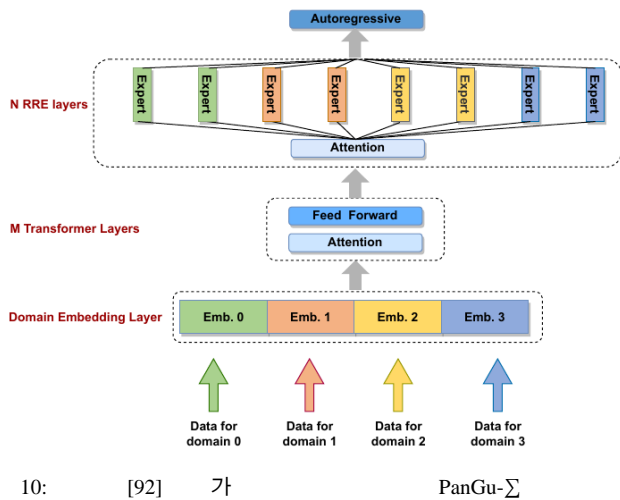 Autoregressive
N RRE layers
Expert Expert Expert Expert Expert Expert Expert Expert
Attention
M Transformer Layers
Feed Forward
Attention
Domain Embedding Layer
Emb. 0 Emb. 1 Emb. 2 Emb. 3
Data for domain 0
Data for domain 1
Data for domain 2
Data for domain 3
10: [92] 가 PanGu-∑